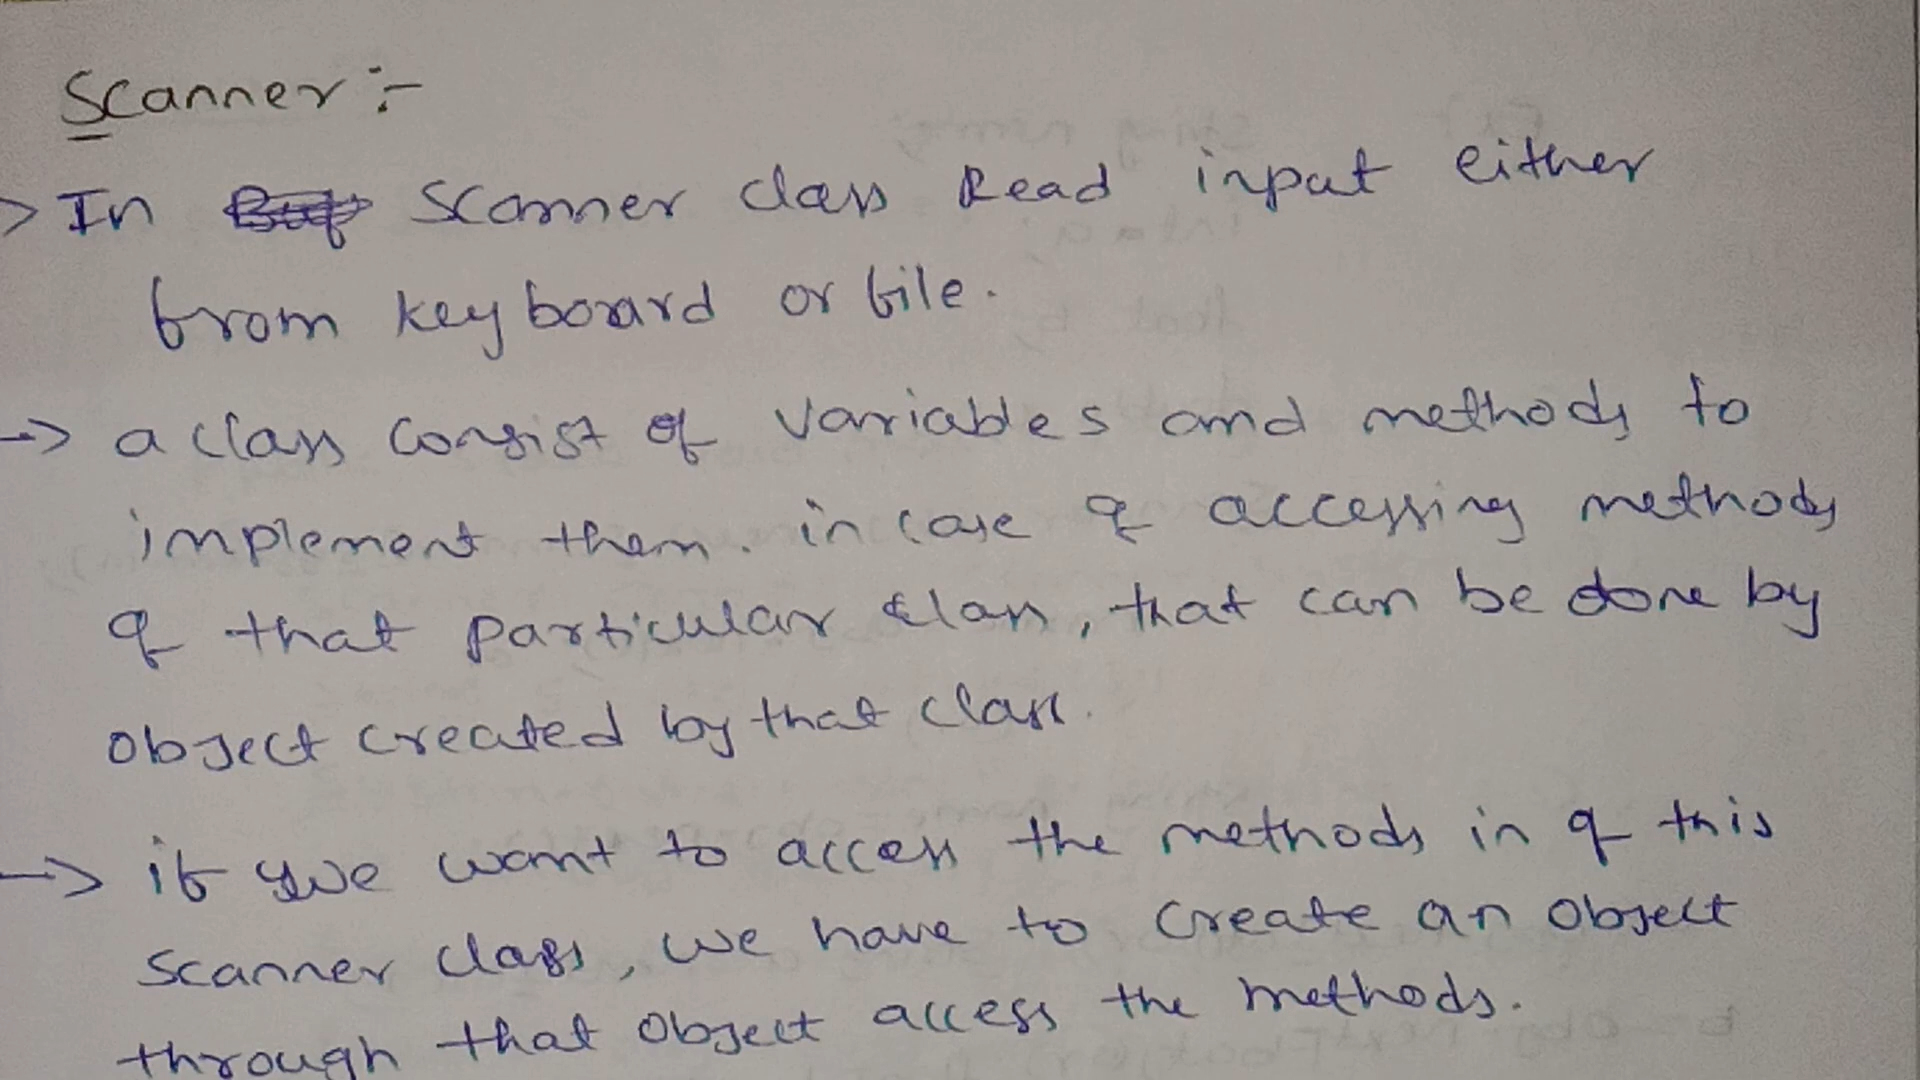 Scanner :-
> In Scanner class Read input either
from keyboard or file.
-> a class consist of variables and methods to
implement them. in case of accessing methods
of that particular class, that can be done by
object created by that class.
-> if we want to access the methods in of this
Scanner class, we have to create an object
through that object access the methods.